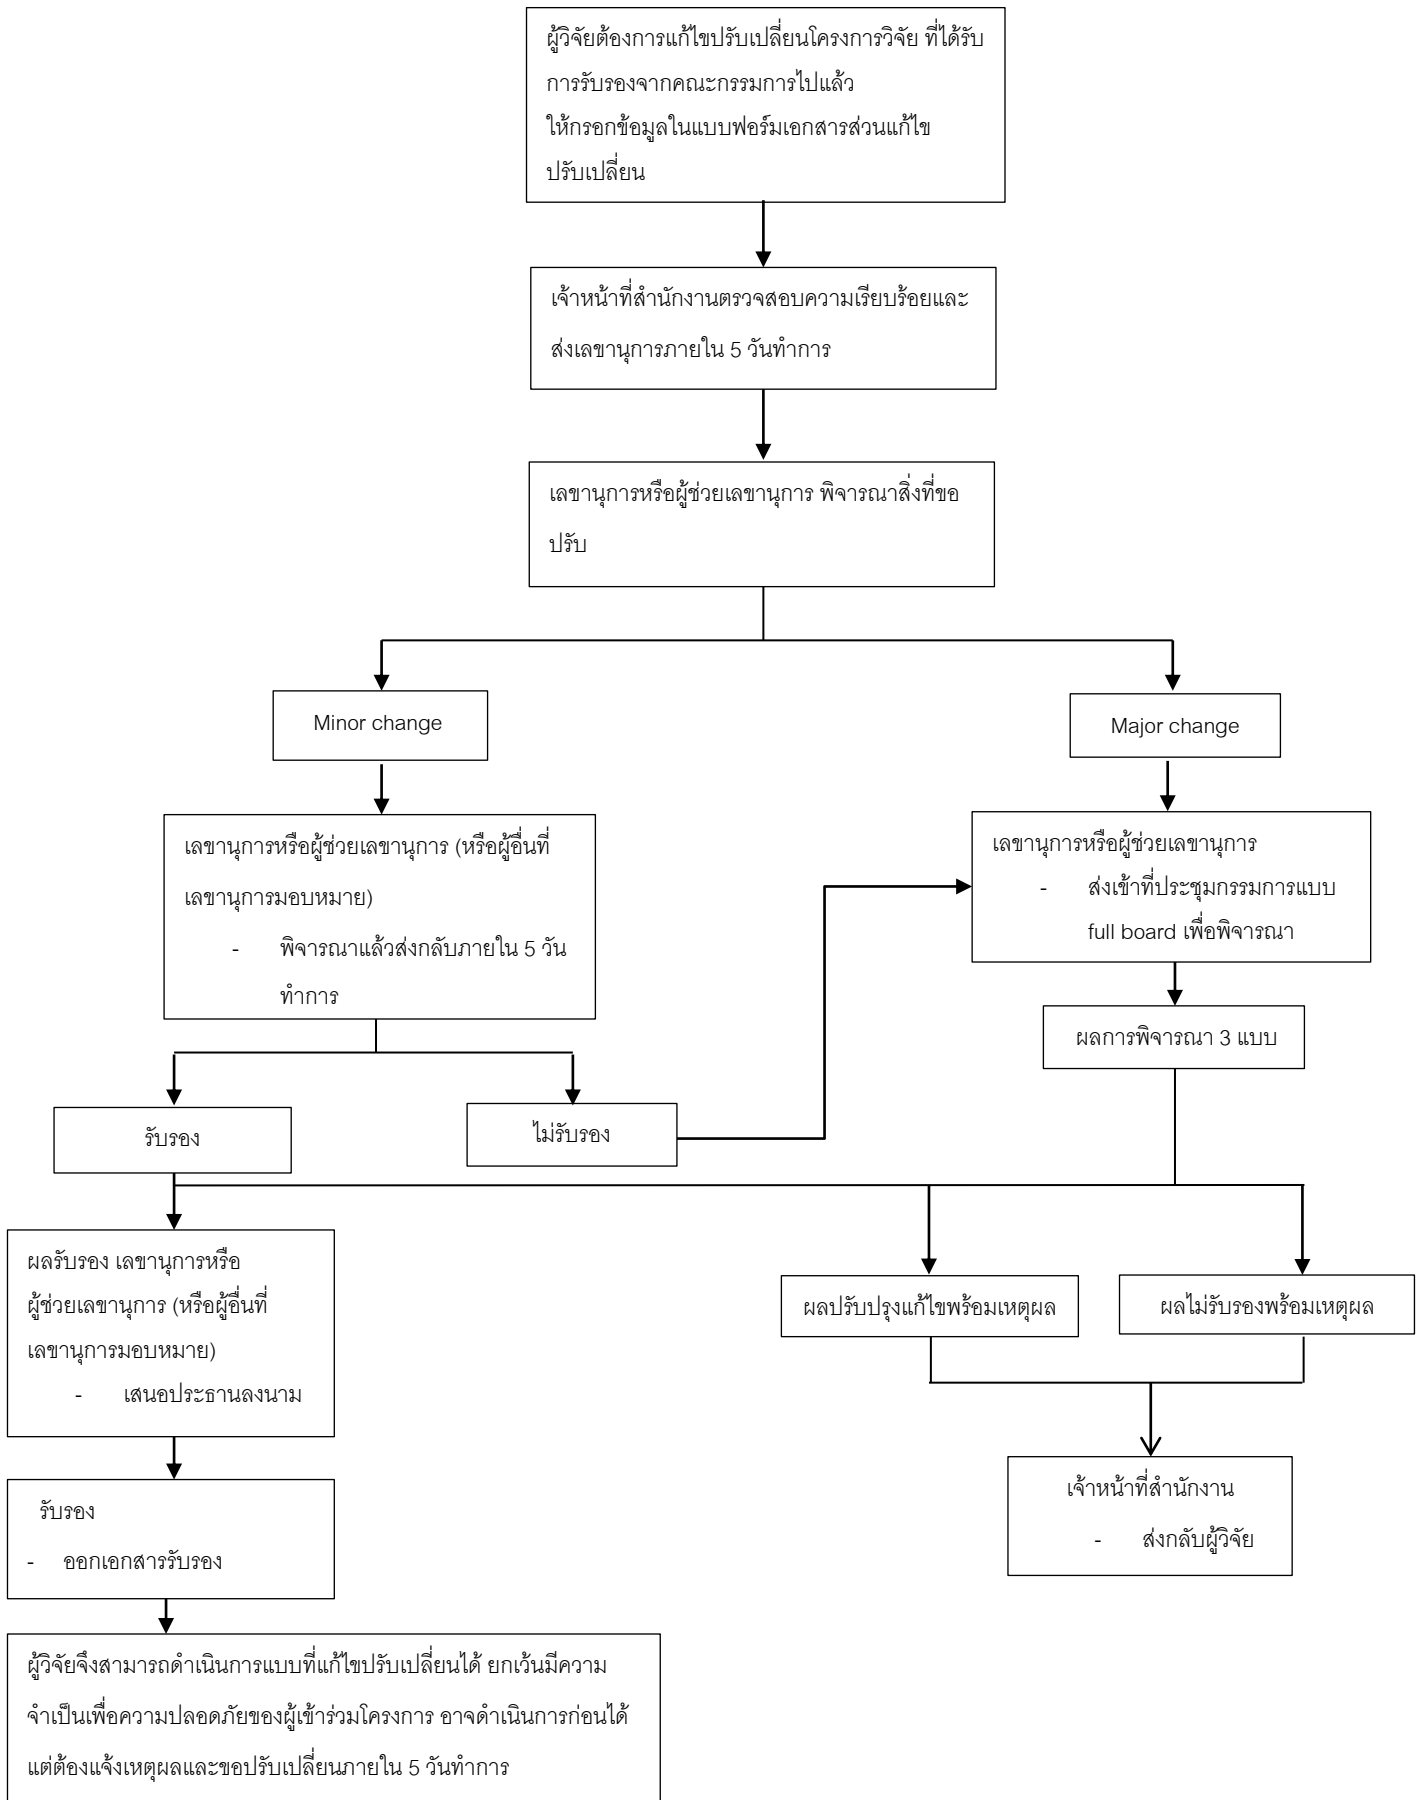 ผู้วิจัยต้องการแก้ไขปรับเปลี่ยนโครงการวิจัย ที่ได้รับ
การรับรองจากคณะกรรมการไปแล้ว
ให้กรอกข้อมูลในแบบฟอร์มเอกสารส่วนแก้ไข
ปรับเปลี่ยน
เจ้าหน้าที่สำนักงานตรวจสอบความเรียบร้อยและ
ส่งเลขานุการภายใน 5 วันทำการ
เลขานุการหรือผู้ช่วยเลขานุการ พิจารณาสิ่งที่ขอ
ปรับ
Minor change
Major change
เลขานุการหรือผู้ช่วยเลขานุการ (หรือผู้อื่นที่
เลขานุการมอบหมาย)
- พิจารณาแล้วส่งกลับภายใน 5 วัน
ทำการ
เลขานุการหรือผู้ช่วยเลขานุการ
- ส่งเข้าที่ประชุมกรรมการแบบ
full board เพื่อพิจารณา
ผลการพิจารณา 3 แบบ
รับรอง
ไม่รับรอง
ผลรับรอง เลขานุการหรือ
ผู้ช่วยเลขานุการ (หรือผู้อื่นที่
เลขานุการมอบหมาย)
- เสนอประธานลงนาม
ผลปรับปรุงแก้ไขพร้อมเหตุผล
ผลไม่รับรองพร้อมเหตุผล
เจ้าหน้าที่สำนักงาน
- ส่งกลับผู้วิจัย
รับรอง
- ออกเอกสารรับรอง
ผู้วิจัยจึงสามารถดำเนินการแบบที่แก้ไขปรับเปลี่ยนได้ ยกเว้นมีความ
จำเป็นเพื่อความปลอดภัยของผู้เข้าร่วมโครงการ อาจดำเนินการก่อนได้
แต่ต้องแจ้งเหตุผลและขอปรับเปลี่ยนภายใน 5 วันทำการ